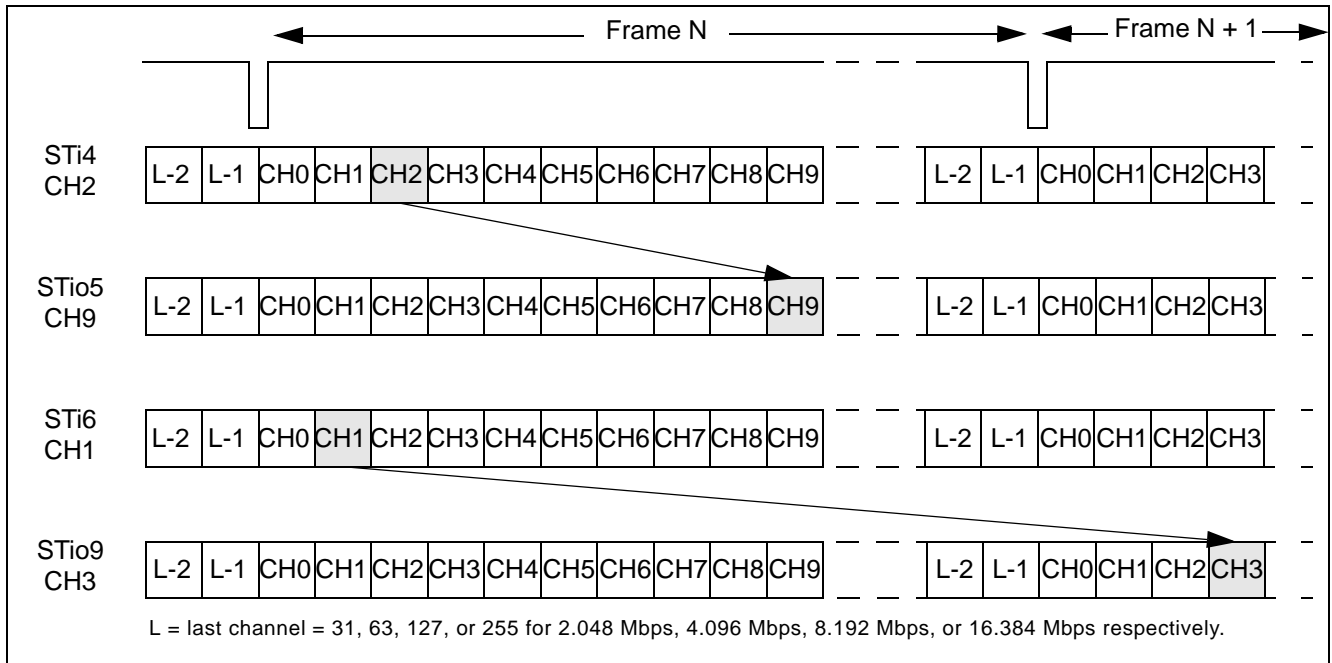 Frame N
Frame N + 1
STi4
CH2
L-2 L-1 CH0 CH1 CH2 CH3 CH4 CH5 CH6 CH7 CH8 CH9 L-2 L-1 CH0 CH1 CH2 CH3
STio5
CH9
L-2 L-1 CH0 CH1 CH2 CH3 CH4 CH5 CH6 CH7 CH8 CH9 L-2 L-1 CH0 CH1 CH2 CH3
STi6
CH1
L-2 L-1 CH0 CH1 CH2 CH3 CH4 CH5 CH6 CH7 CH8 CH9 L-2 L-1 CH0 CH1 CH2 CH3
STio9
CH3
L-2 L-1 CH0 CH1 CH2 CH3 CH4 CH5 CH6 CH7 CH8 CH9 L-2 L-1 CH0 CH1 CH2 CH3
L = last channel = 31, 63, 127, or 255 for 2.048 Mbps, 4.096 Mbps, 8.192 Mbps, or 16.384 Mbps respectively.